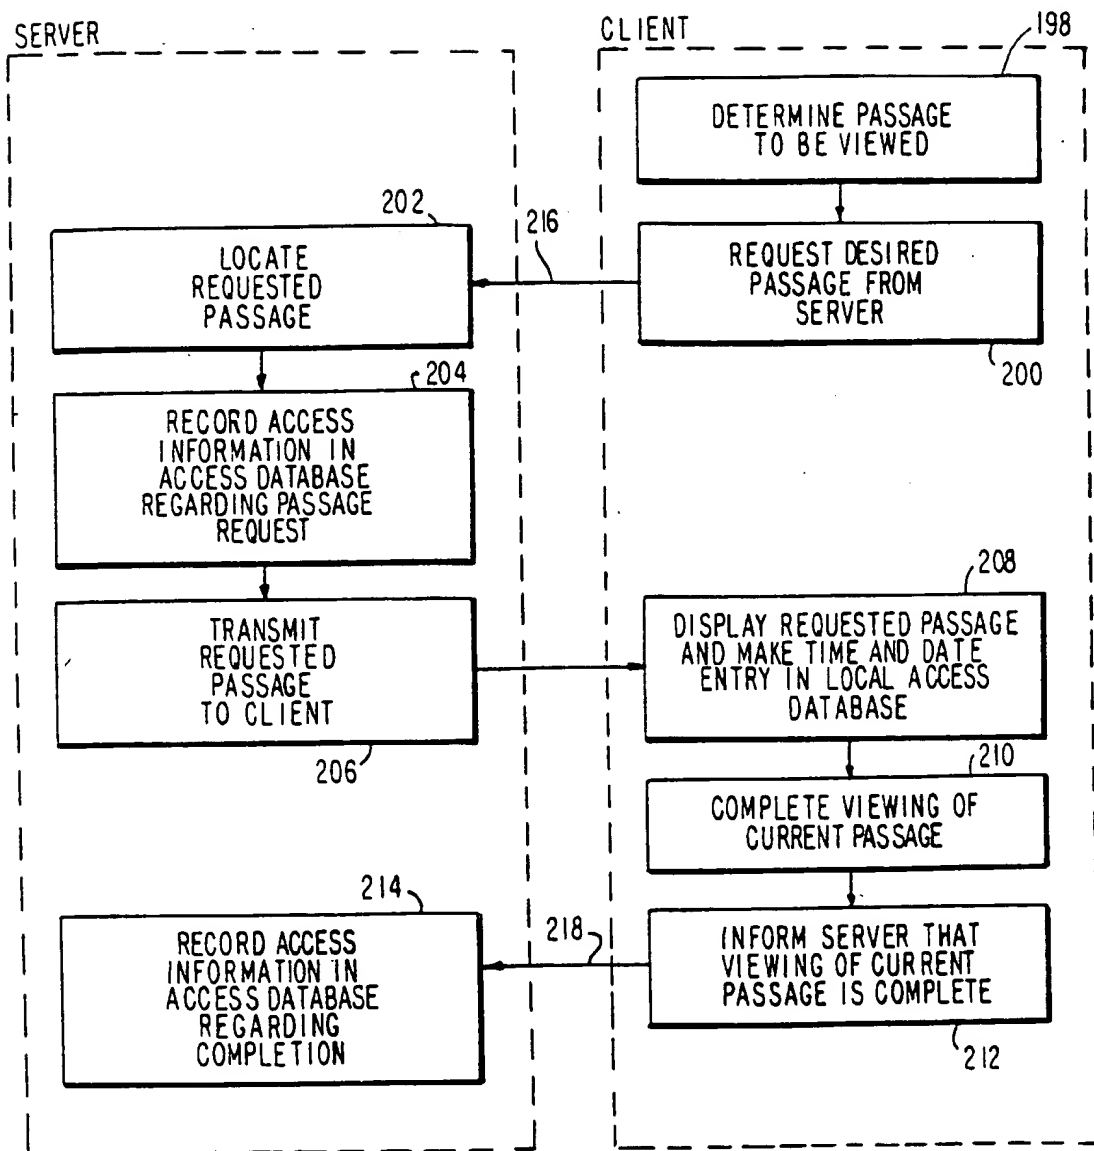 SERVER
CLIENT
198
DETERMINE PASSAGE
TO BE VIEWED
202
216
LOCATE
REQUESTED
PASSAGE
REQUEST DESIRED
PASSAGE FROM
SERVER
200
204
RECORD ACCESS
INFORMATION IN
ACCESS DATABASE
REGARDING PASSAGE
REQUEST
208
TRANSMIT
REQUESTED
PASSAGE
TO CLIENT
206
DISPLAY REQUESTED PASSAGE
AND MAKE TIME AND DATE
ENTRY IN LOCAL ACCESS
DATABASE
210
COMPLETE VIEWING OF
CURRENT PASSAGE
214
218
RECORD ACCESS
INFORMATION IN
ACCESS DATABASE
REGARDING
COMPLETION
INFORM SERVER THAT
VIEWING OF CURRENT
PASSAGE IS COMPLETE
212